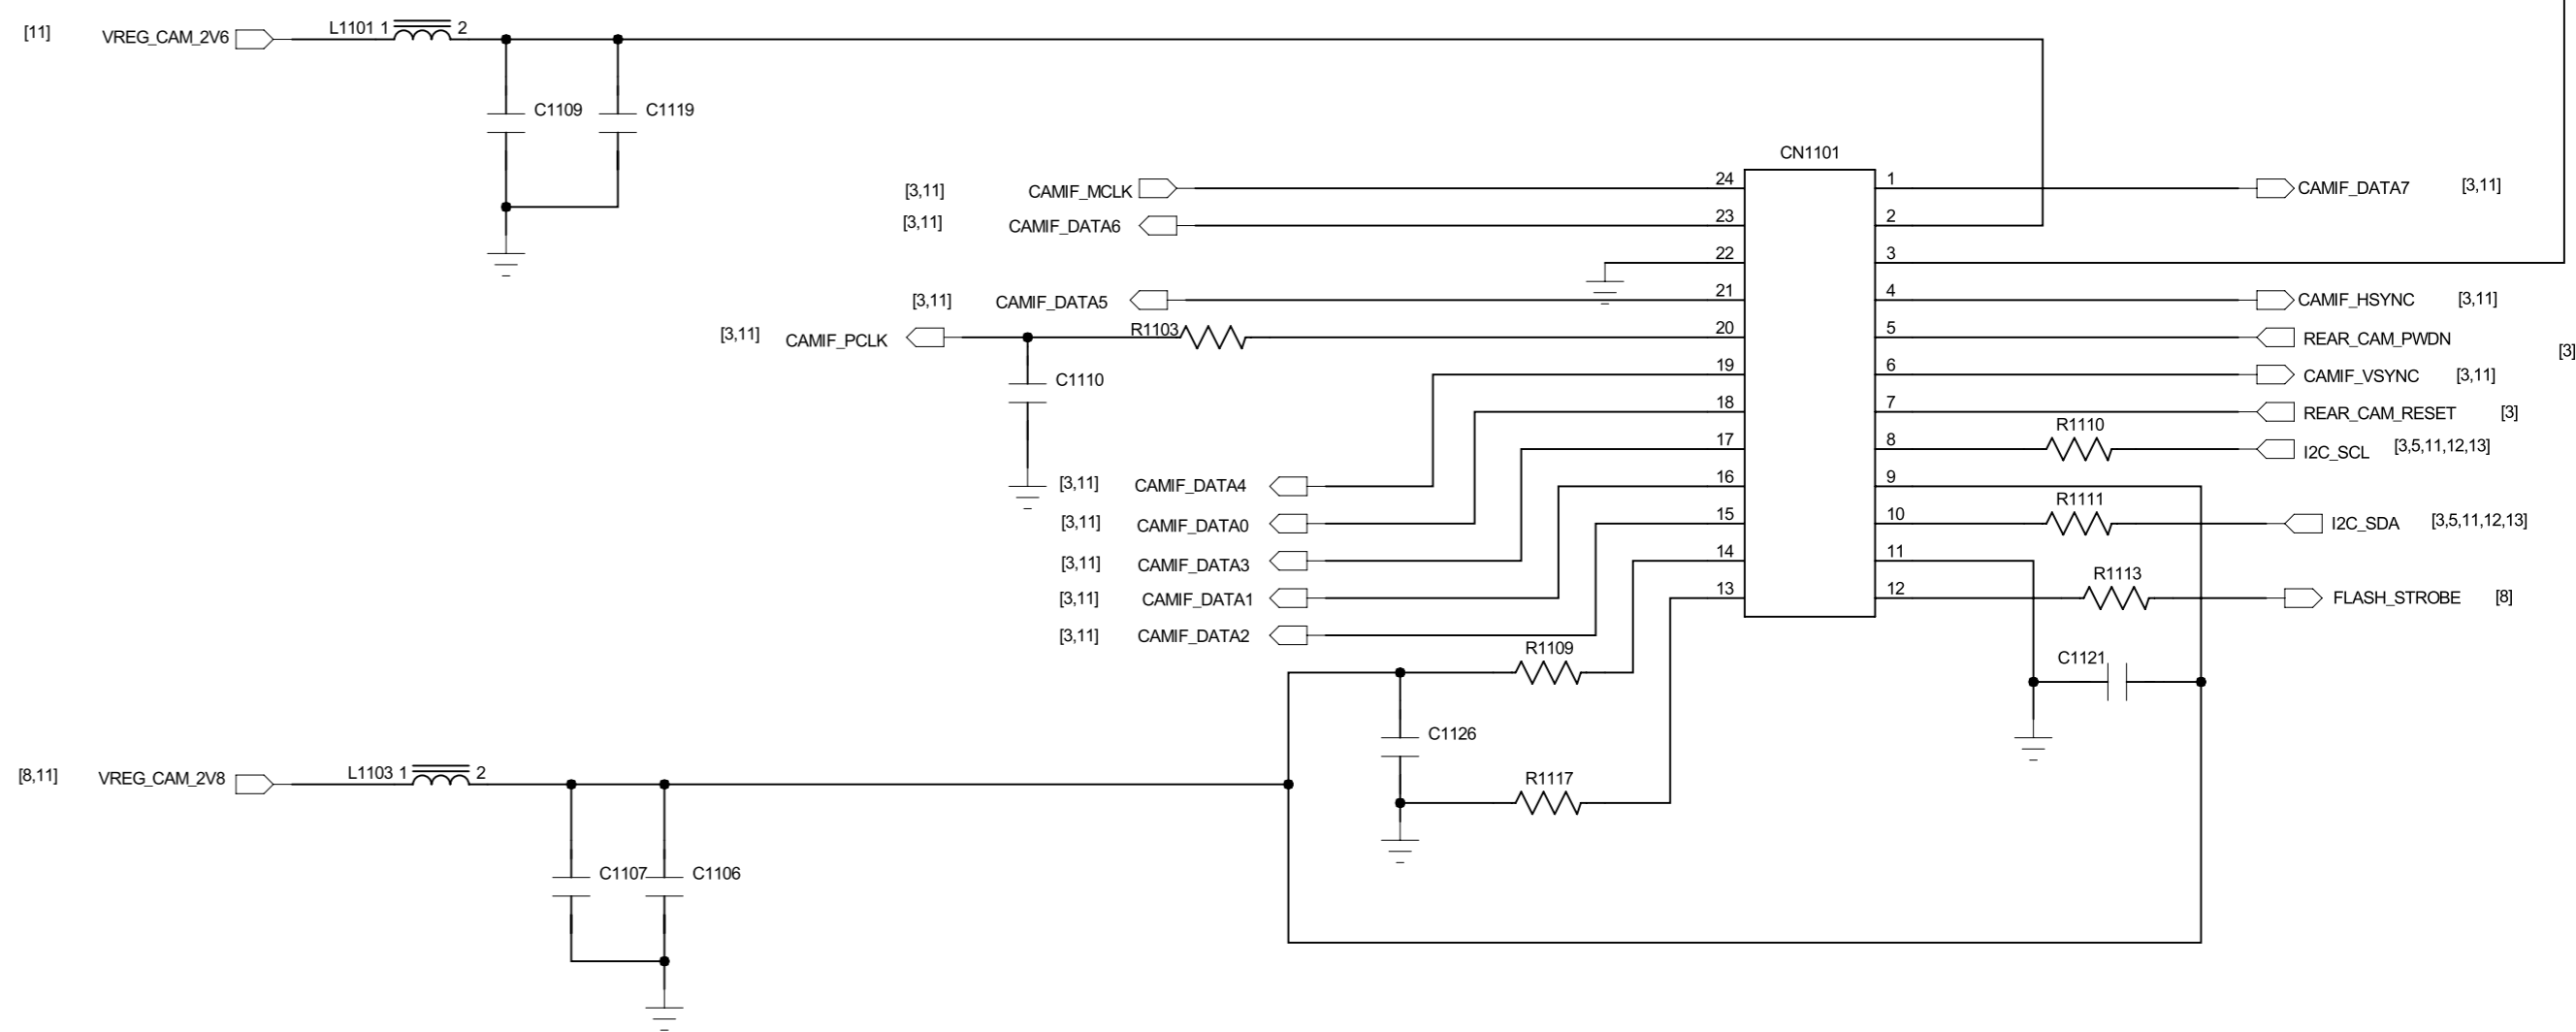 [11] VREG_CAM_2V6 L1101 1 2
C1109 C1119
CN1101
[3,11] CAMIF_MCLK 24 1 CAMIF_DATA7 [3,11]
[3,11] CAMIF_DATA6 23 2
22 3
[3,11] CAMIF_DATA5 21 4 CAMIF_HSYNC [3,11]
[3,11] CAMIF_PCLK R1103 20 5 REAR_CAM_PWDN [3]
C1110 19 6 CAMIF_VSYNC [3,11]
18 7 REAR_CAM_RESET [3]
R1110
17 8 I2C_SCL [3,5,11,12,13]
[3,11] CAMIF_DATA4 16 9
R1111
[3,11] CAMIF_DATA0 15 10 I2C_SDA [3,5,11,12,13]
[3,11] CAMIF_DATA3 14 11
R1113
[3,11] CAMIF_DATA1 13 12 FLASH_STROBE [8]
[3,11] CAMIF_DATA2
R1109 C1121
C1126
[8,11] VREG_CAM_2V8 L1103 1 2 R1117
C1107 C1106